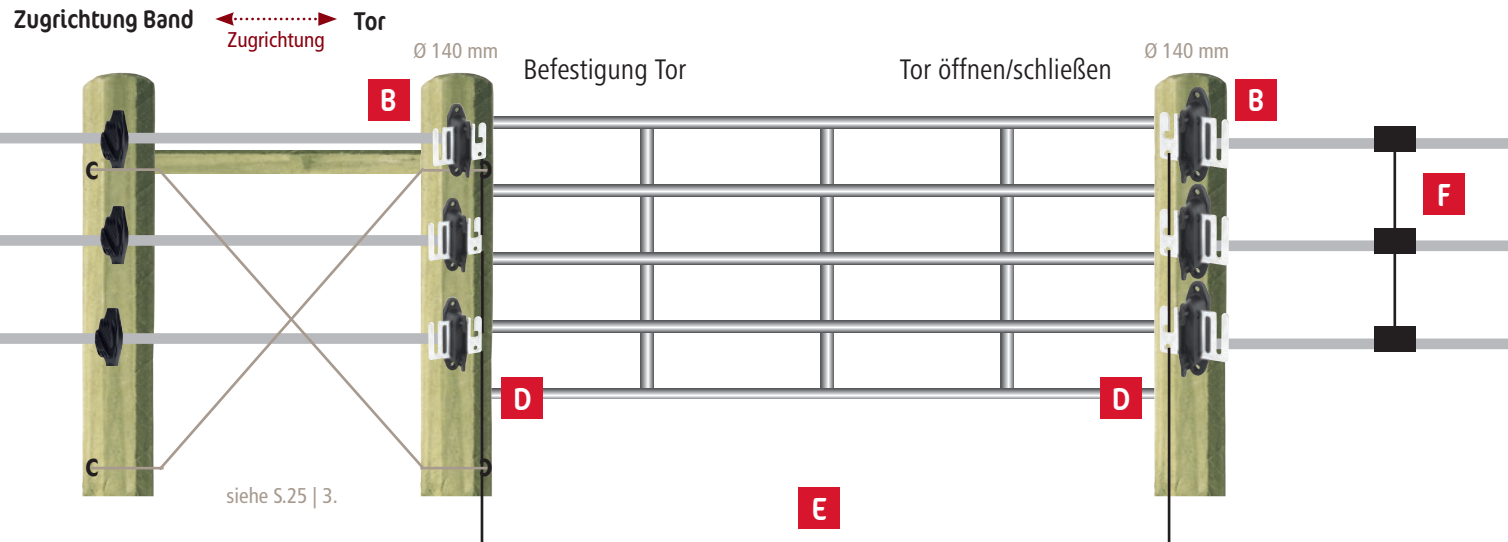 Zugrichtung Band
Zugrichtung
Tor
Ø 140 mm
Ø 140 mm
Befestigung Tor
Tor öffnen/schließen
B
B
F
D
D
siehe S.25 | 3.
E